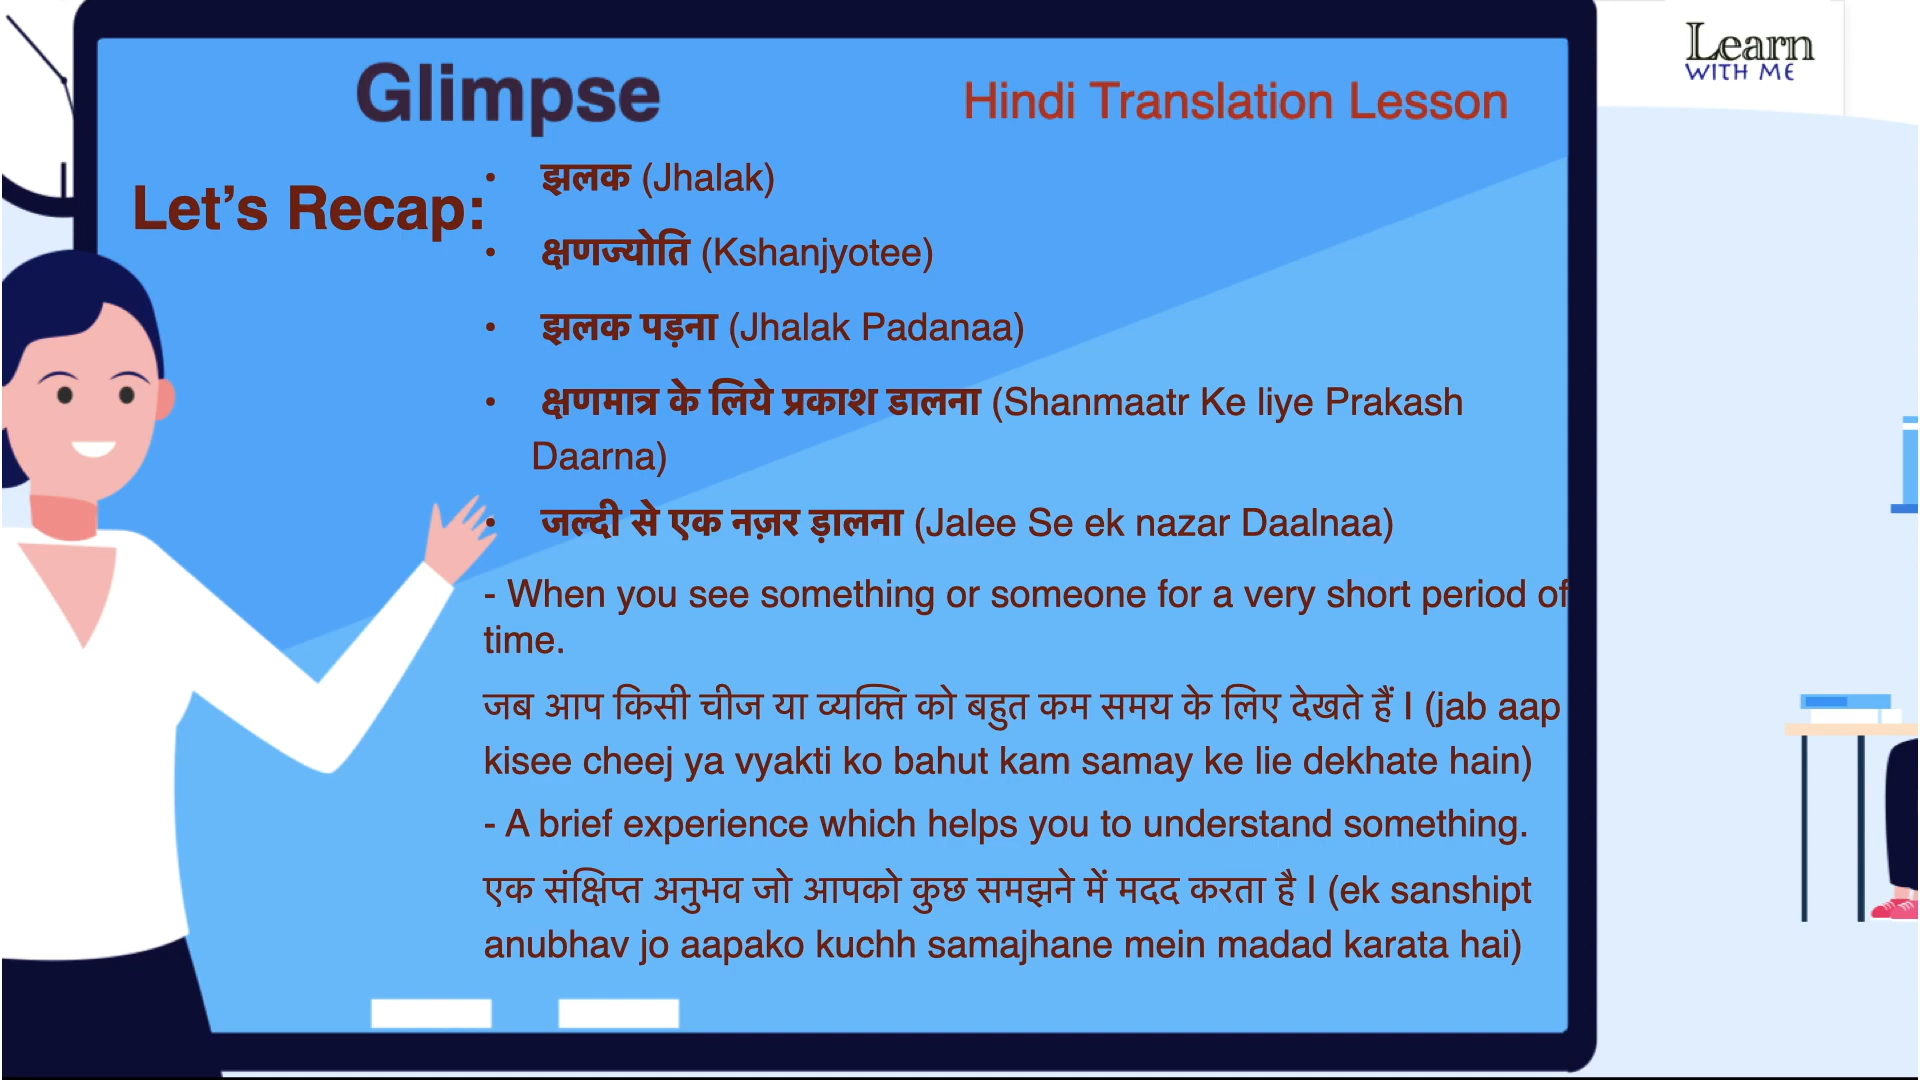 Learn
WITH ME
Glimpse
Hindi Translation Lesson
Let’s Recap:
• झलक (Jhalak)
• क्षणज्योति (Kshanjyotee)
• झलक पड़ना (Jhalak Padanaa)
• क्षणमात्र के लिये प्रकाश डालना (Shanmaatr Ke liye Prakash
Daarna)
• जल्दी से एक नज़र ड़ालना (Jalee Se ek nazar Daalnaa)
- When you see something or someone for a very short period of
time.
जब आप किसी चीज या व्यक्ति को बहुत कम समय के लिए देखते हैं l (jab aap
kisee cheej ya vyakti ko bahut kam samay ke lie dekhate hain)
- A brief experience which helps you to understand something.
एक संक्षिप्त अनुभव जो आपको कुछ समझने में मदद करता है l (ek sanshipt
anubhav jo aapako kuchh samajhane mein madad karata hai)